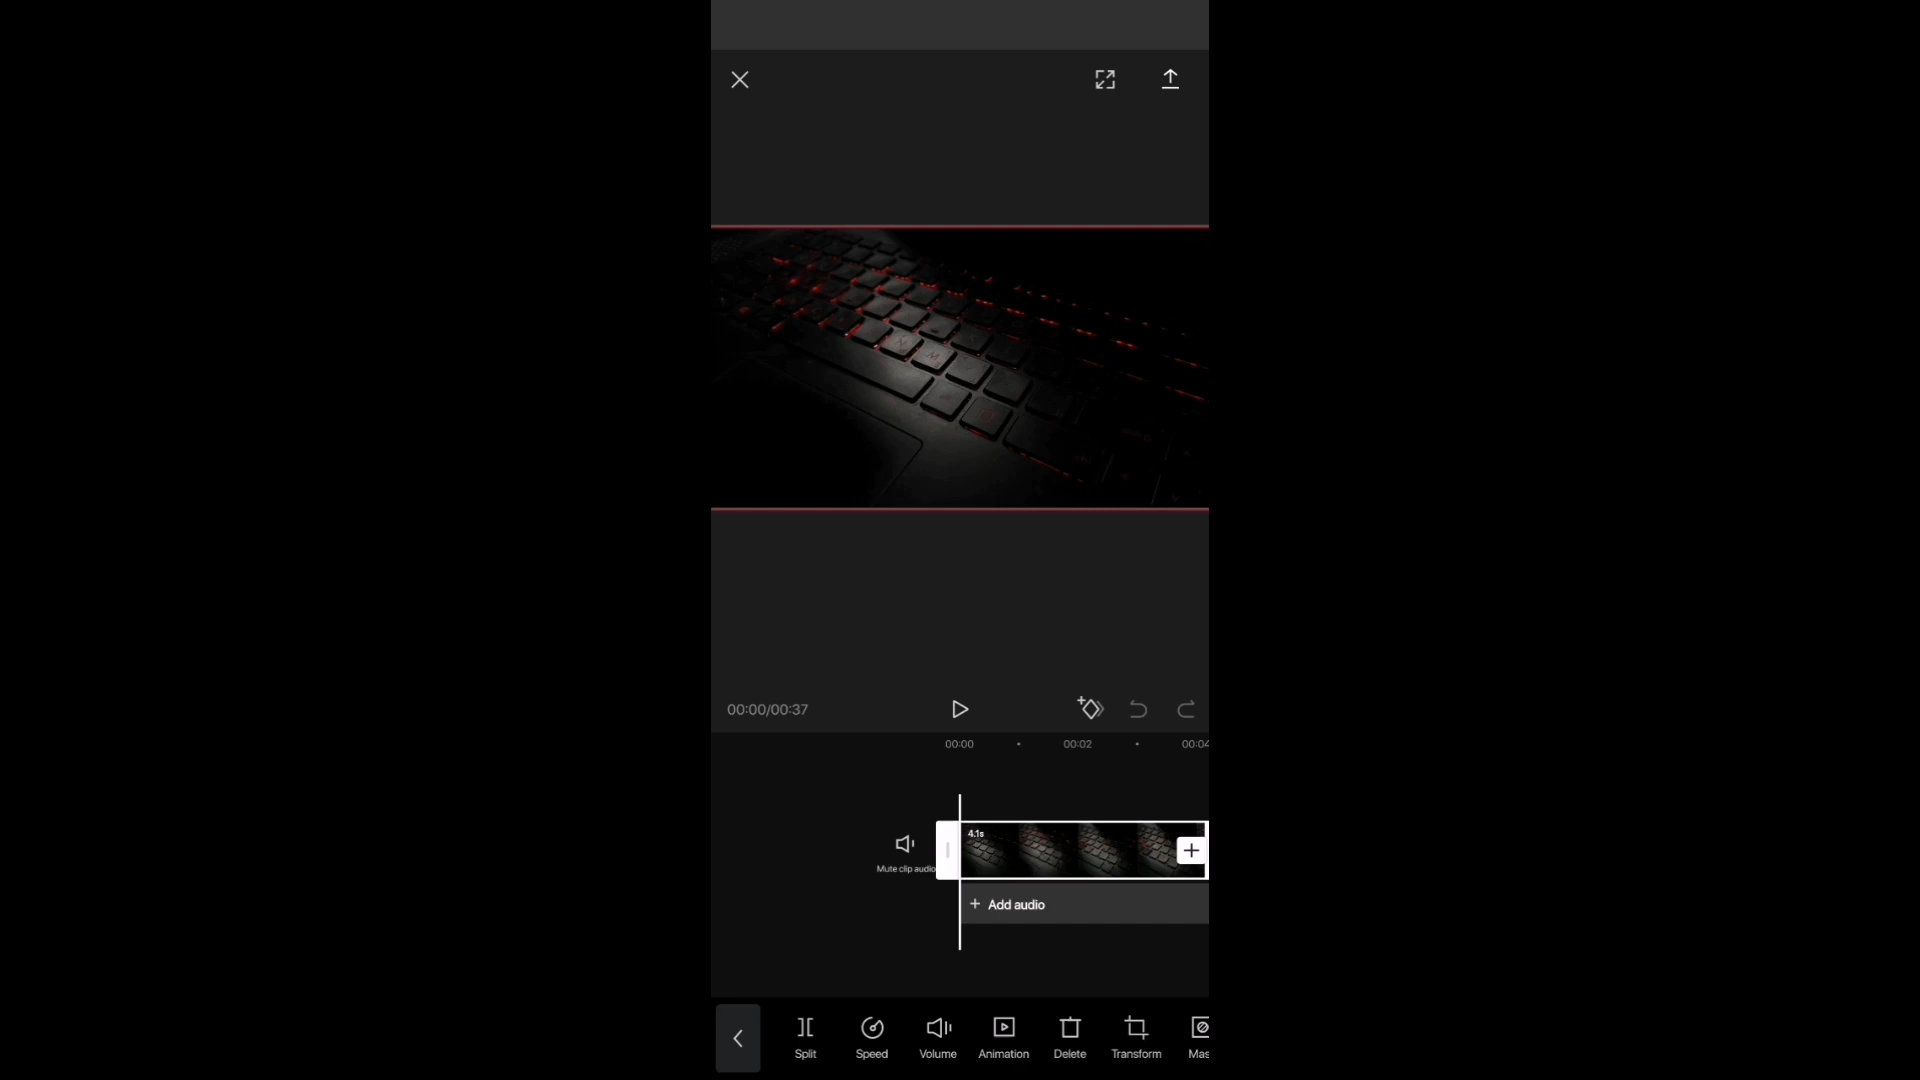 00:00/00:37
00:00 00:02 00:04
4.1s
Mute clip audio
Add audio
Split Speed Volume Animation Delete Transform Mas